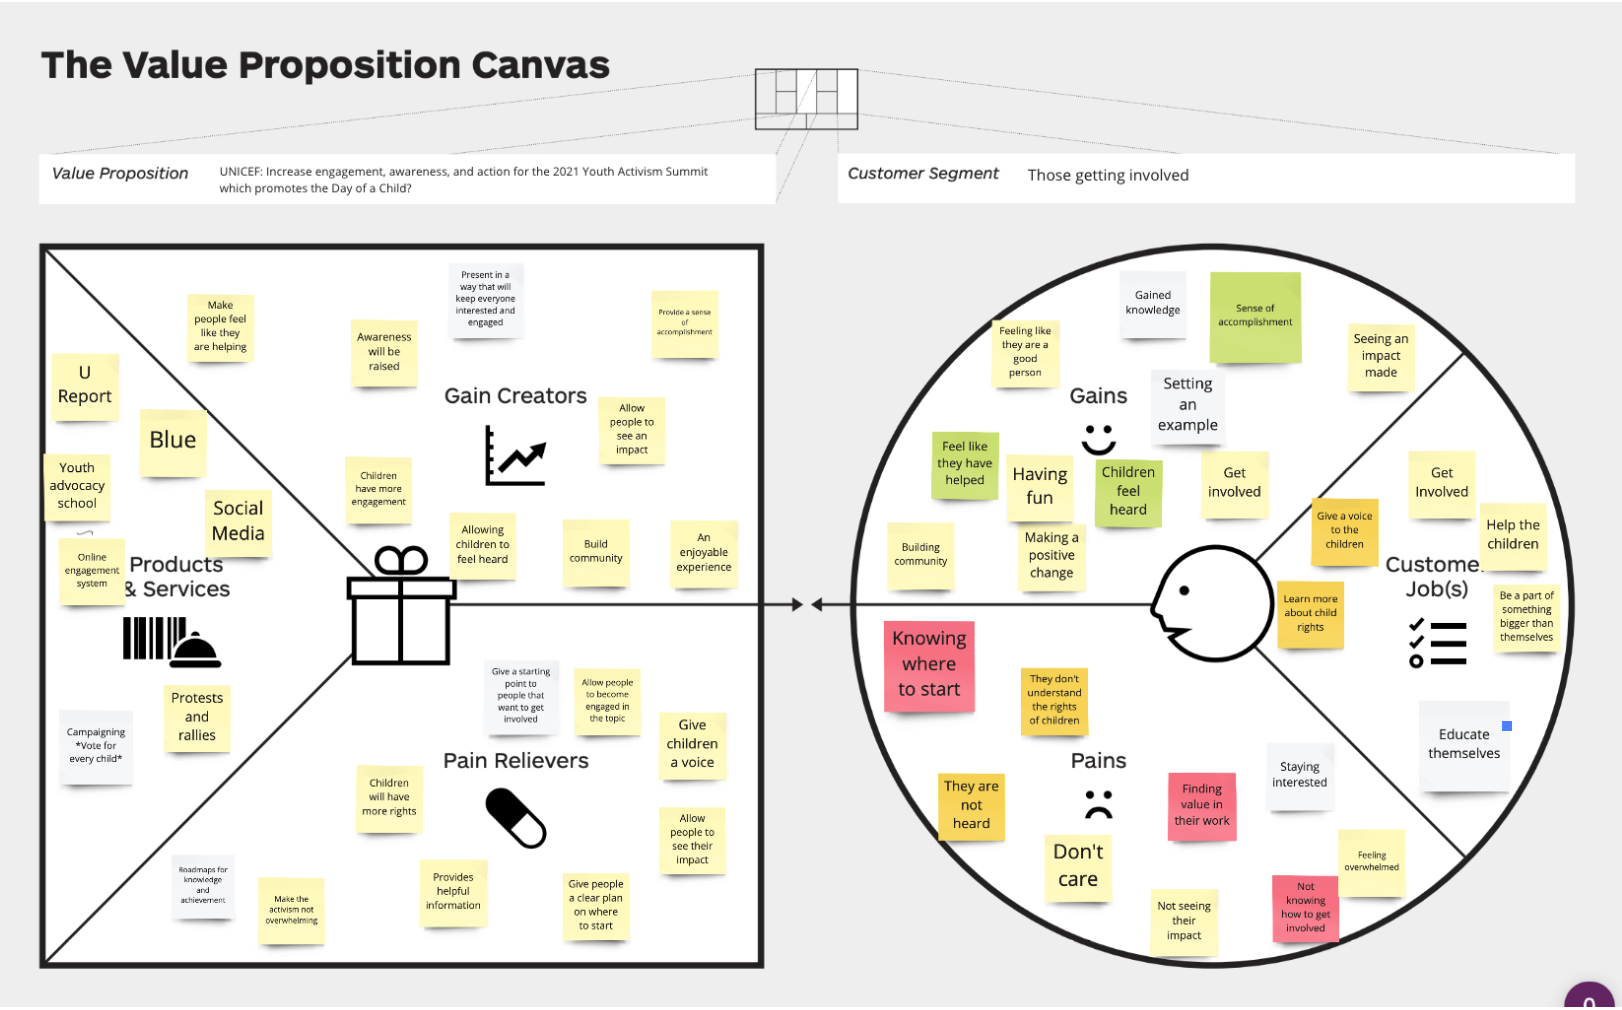 The Value Proposition Canvas
Value Proposition
UNICEF: Increase engagement, awareness, and action for the 2021 Youth Activism Summit
which promotes the Day of a Child?
Customer Segment
Those getting involved
Make
people feel
like they
are helping
Awareness
will be
raised
Present in a
way that will
keep everyone
interested and
engaged
Provide a sense
of
accomplishment
Gain Creators
Allow
people to
see an
impact
Children
have more
engagement
Allowing
children to
feel heard
Build
community
An
enjoyable
experience
U
Report
Blue
Youth
advocacy
school
Social
Media
Online
engagement
system
Products
& Services
Protests
and
rallies
Campaigning
*Vote for
every child*
Give a starting
point to
people that
want to get
involved
Allow people
to become
engaged in
the topic
Give
children
a voice
Pain Relievers
Children
will have
more rights
Allow
people to
see their
impact
Roadmaps for
knowledge
and
achievement
Make the
activism not
overwhelming
Provides
helpful
information
Give people
a clear plan
on where
to start
Gained
knowledge
Sense of
accomplishment
Feeling like
they are a
good
person
Seeing an
impact
made
Gains
Setting
an
example
Feel like
they have
helped
Having
fun
Children
feel
heard
Get
involved
Building
community
Making a
positive
change
Get
Involved
Give a voice
to the
children
Help the
children
Custome
Job(s)
Learn more
about child
rights
Be a part of
something
bigger than
themselves
Educate
themselves
Knowing
where
to start
They don't
understand
the rights
of children
Pains
They are
not
heard
Finding
value in
their work
Staying
interested
Don't
care
Feeling
overwhelmed
Not seeing
their
impact
Not
knowing
how to get
involved